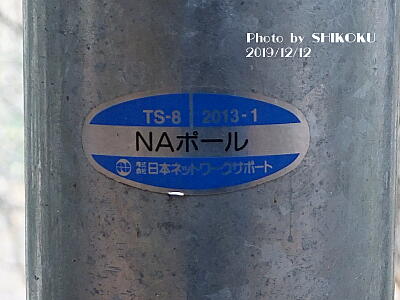 Photo by SHIKOKU
2019/12/12
TS-8 2013-1
NAポール
株式会社 日本ネットワークサポート